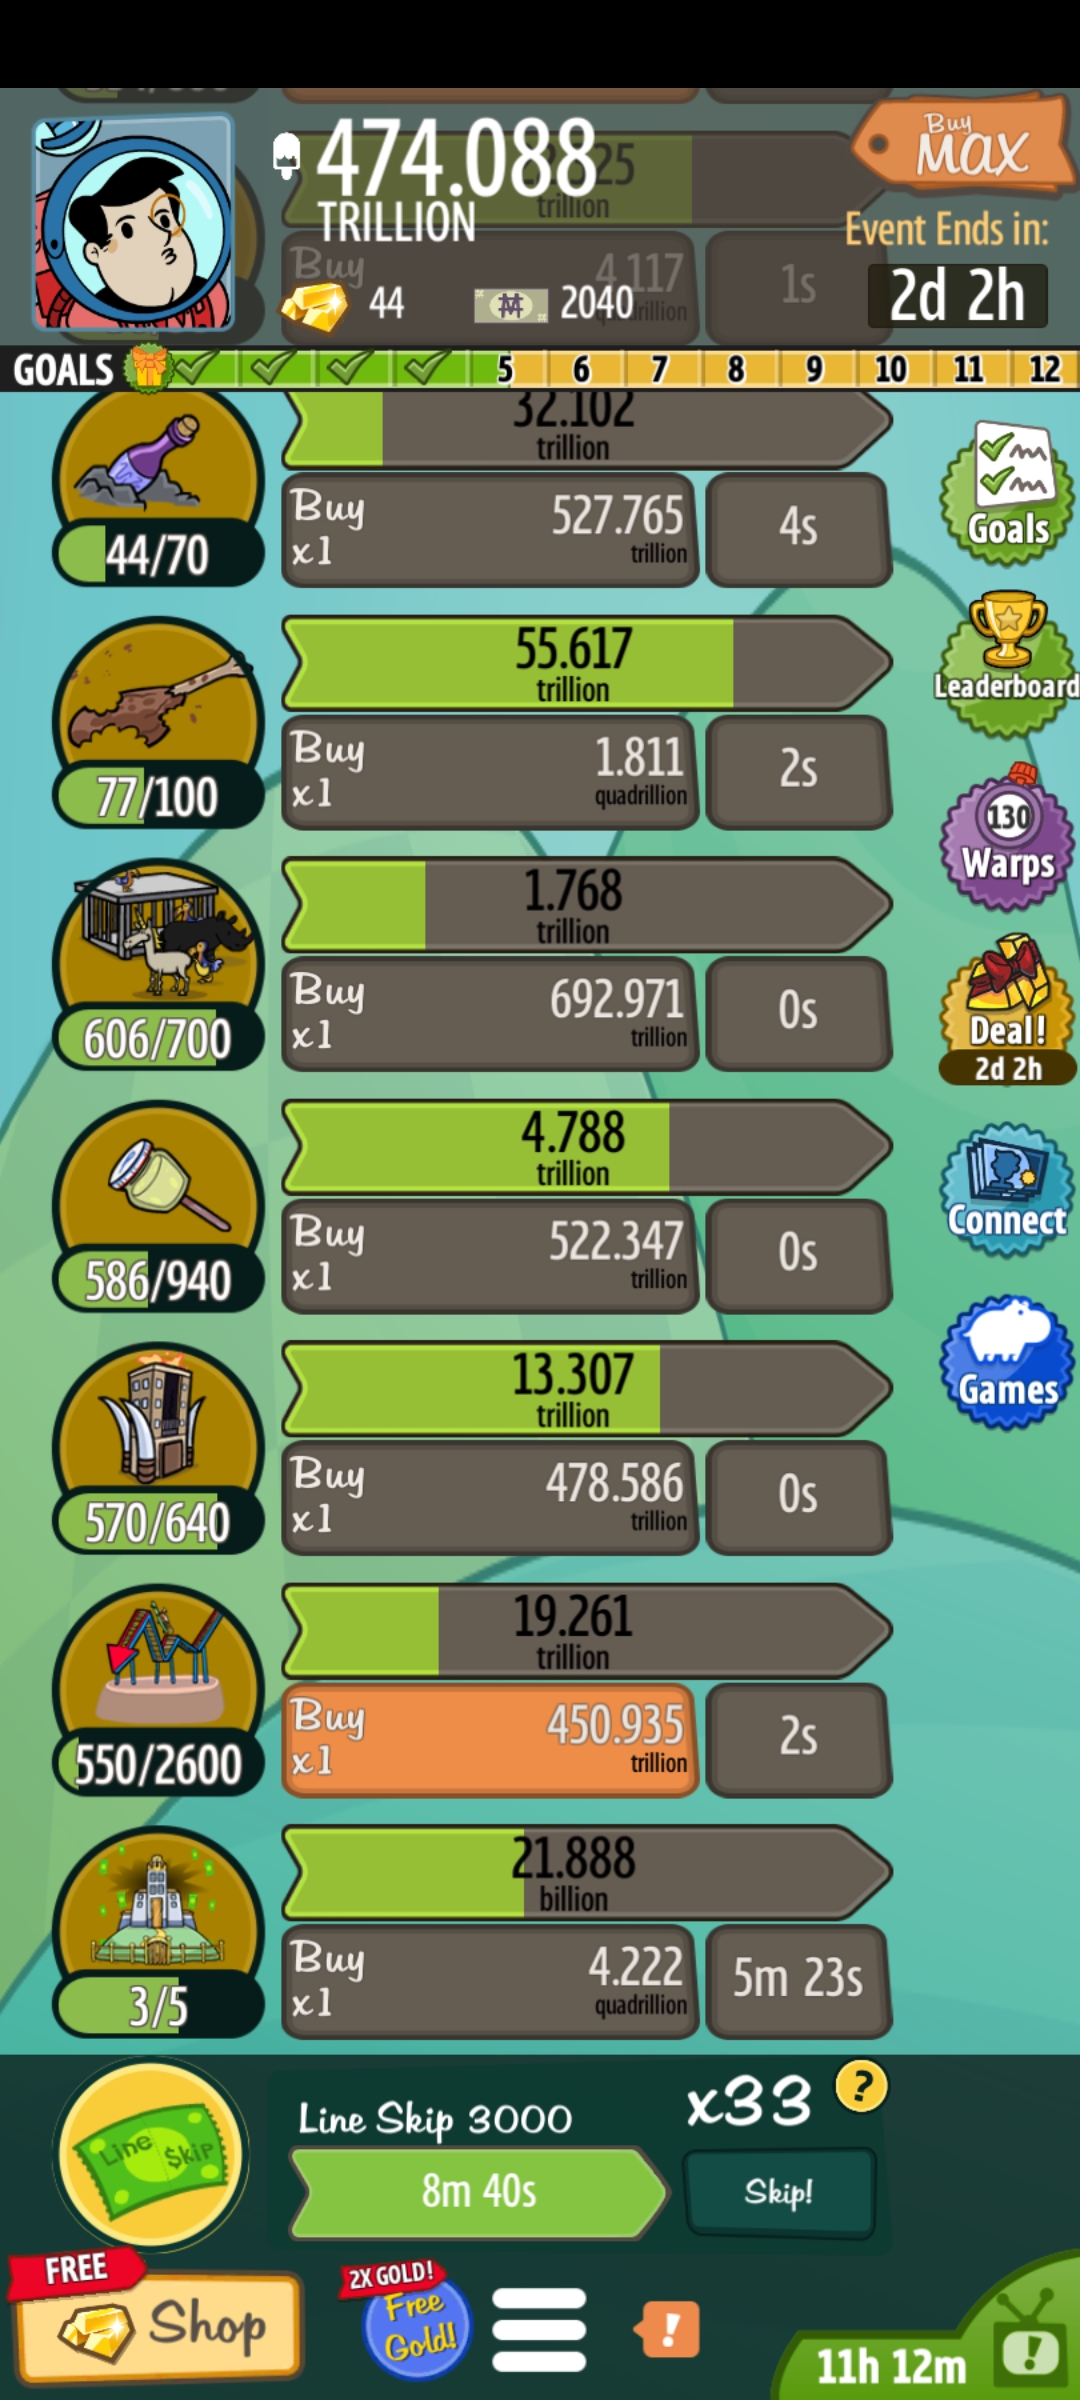 474.088
TRILLION
Buy
MAX
Event Ends in:
2d 2h
44
2040
trillion
Buy
4.117
1s
GOALS
5
6
7
8
9
10
11
12
32.102
trillion
44/70
Buy
x1
527.765
trillion
4s
Goals
55.617
trillion
77/100
Buy
x1
1.811
quadrillion
2s
Leaderboard
1.768
trillion
606/700
Buy
x1
692.971
trillion
0s
130
Warps
Deal!
2d 2h
4.788
trillion
586/940
Buy
x1
522.347
trillion
0s
Connect
13.307
trillion
570/640
Buy
x1
478.586
trillion
0s
Games
19.261
trillion
550/2600
Buy
x1
450.935
trillion
2s
21.888
billion
3/5
Buy
x1
4.222
quadrillion
5m 23s
Line $kip
Line Skip 3000
x33
?
8m 40s
Skip!
FREE
Shop
2X GOLD!
Free
Gold!
!
11h 12m
!